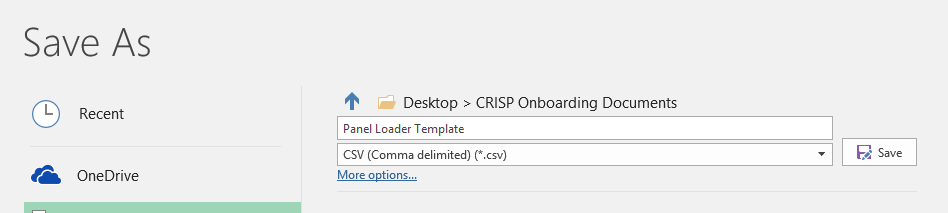 Save As
Recent
OneDrive
Desktop > CRISP Onboarding Documents
Panel Loader Template
CSV (Comma delimited) (*.csv)
Save
More options...